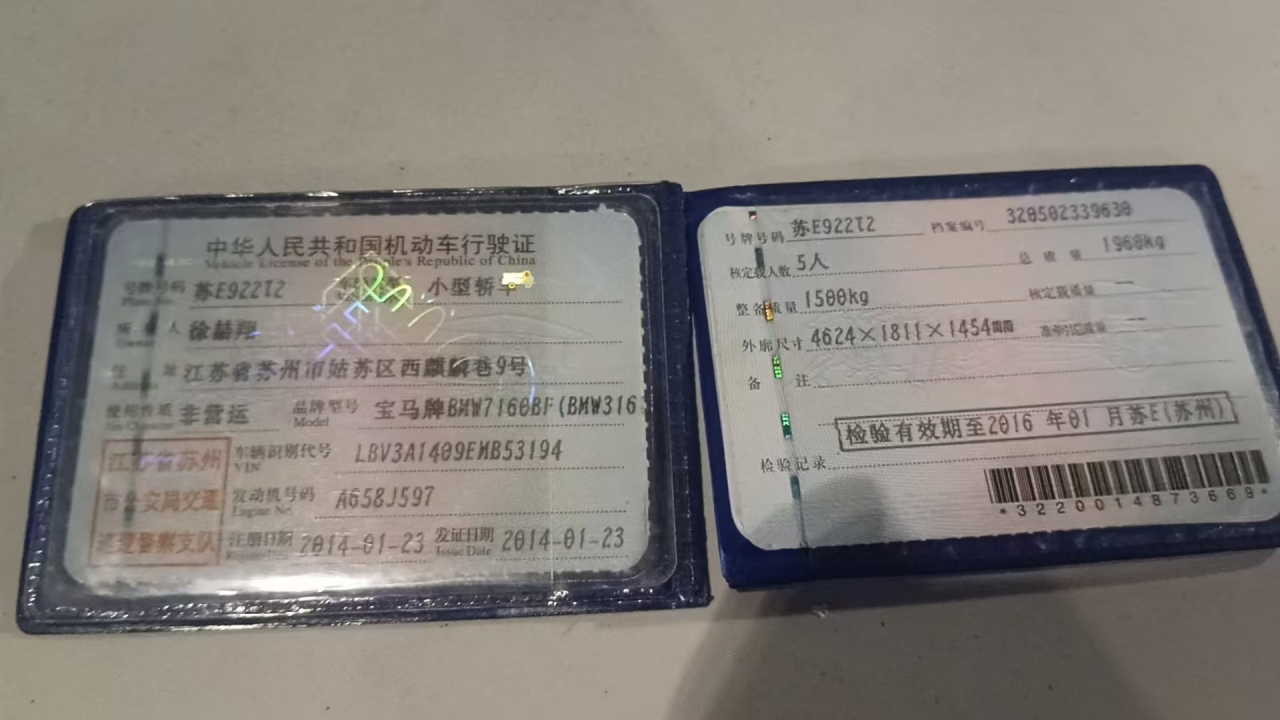 中华人民共和国机动车行驶证
Vehicle License of the People's Republic of China
号牌号码 苏E922T2 小型轿车
Plate No.
所 人 徐赫翔
Owner
住 址 江苏省苏州市姑苏区西麒麟巷9号
Address
使用性质 非营运 品牌型号 宝马牌BMW7160BF(BMW316
Use Character Model
江苏省苏州
市公安局交通
巡逻警察支队
车辆识别代号 LBV3A1409EMB53194
VIN
发动机号码 A658J597
Engine No.
注册日期 2014-01-23 发证日期 2014-01-23
Issue Date
号牌号码 苏E922T2 档案编号 320502339630
核定载人数 5人 总质量 1960kg
整备质量 1500kg 核定载质量 --
外廓尺寸 4624×1811×1454 准牵引总质量 --
备 注
检验有效期至2016 年01 月苏E(苏州)
检验记录
*3220014873669*